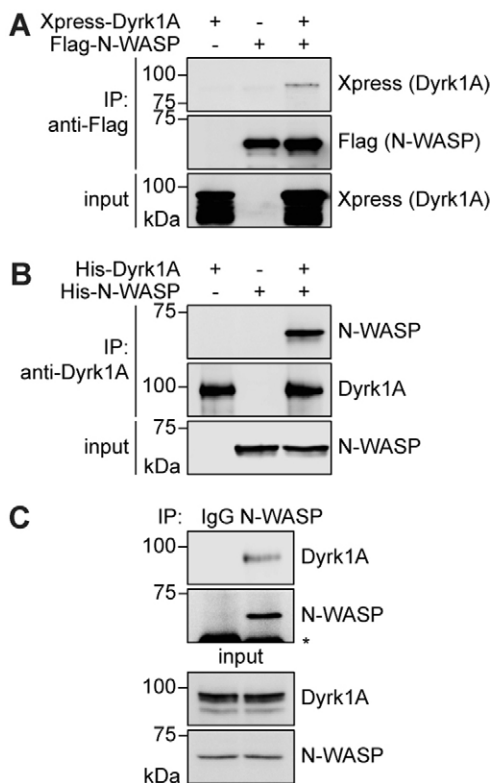 A
Xpress-Dyrk1A + - +
Flag-N-WASP - + +
IP: anti-Flag
100
75
Xpress (Dyrk1A)
75
Flag (N-WASP)
input
100
kDa
Xpress (Dyrk1A)
B
His-Dyrk1A + - +
His-N-WASP - + +
IP: anti-Dyrk1A
75
N-WASP
100
Dyrk1A
input
75
kDa
N-WASP
C
IP: IgG N-WASP
100
Dyrk1A
75
N-WASP
*
input
100
Dyrk1A
75
kDa
N-WASP